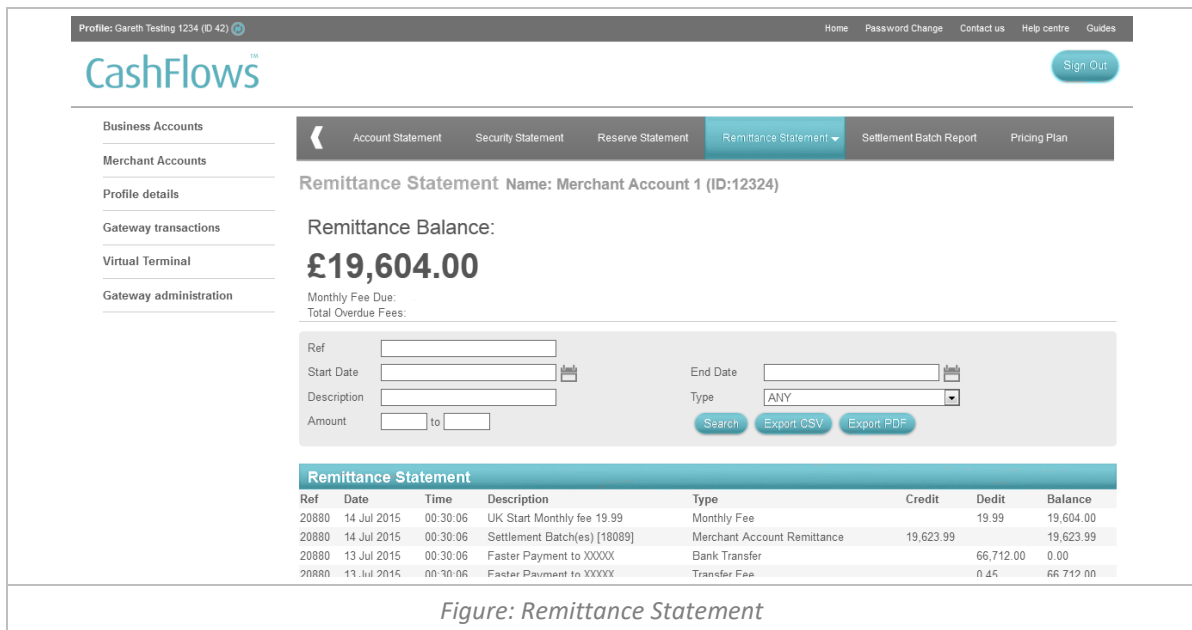 Profile: Gareth Testing 1234 (ID 42) Home Password Change Contact us Help centre Guides
CashFlows™
Sign Out
Business Accounts
Merchant Accounts
Profile details
Gateway transactions
Virtual Terminal
Gateway administration
Account Statement Security Statement Reserve Statement Remittance Statement Settlement Batch Report Pricing Plan
Remittance Statement Name: Merchant Account 1 (ID:12324)
Remittance Balance:
£19,604.00
Monthly Fee Due:
Total Overdue Fees:
Ref
Start Date End Date
Description Type ANY
Amount to Search Export CSV Export PDF
Remittance Statement
Ref Date Time Description Type Credit Dedit Balance
20880 14 Jul 2015 00:30:06 UK Start Monthly fee 19.99 Monthly Fee 19.99 19,604.00
20880 14 Jul 2015 00:30:06 Settlement Batch(es) [18089] Merchant Account Remittance 19,623.99 19,623.99
20880 13 Jul 2015 00:30:06 Faster Payment to XXXXX Bank Transfer 66,712.00 0.00
20880 13 Jul 2015 00:30:06 Faster Payment to XXXXX Transfer Fee 0.45 66,712.00
Figure: Remittance Statement